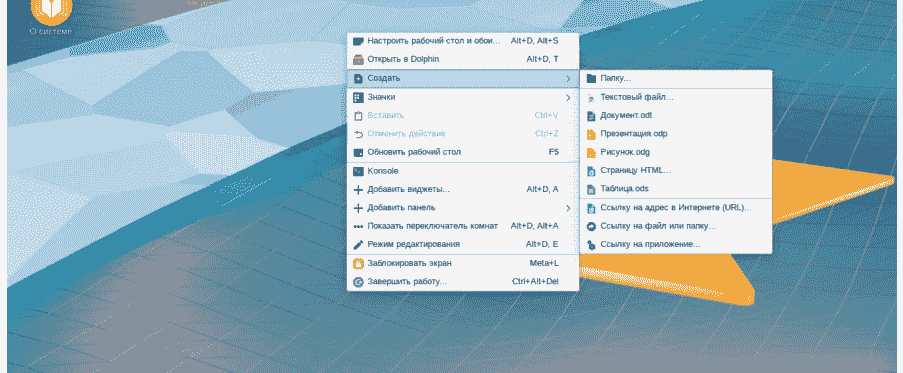 О системе
Настроить рабочий стол и обои... Alt+D, Alt+S
Открыть в Dolphin Alt+D, T
Создать
Значки
Вставить Ctrl+V
Отменить действие Ctrl+Z
Обновить рабочий стол F5
Konsole
Добавить виджеты... Alt+D, A
Добавить панель
Показать переключатель комнат Alt+D, Alt+A
Режим редактирования Alt+D, E
Заблокировать экран Meta+L
Завершить работу... Ctrl+Alt+Del
Папку...
Текстовый файл...
Документ.odt
Презентация.odp
Рисунок.odg
Страницу HTML...
Таблица.ods
Ссылку на адрес в Интернете (URL)...
Ссылку на файл или папку...
Ссылку на приложение...